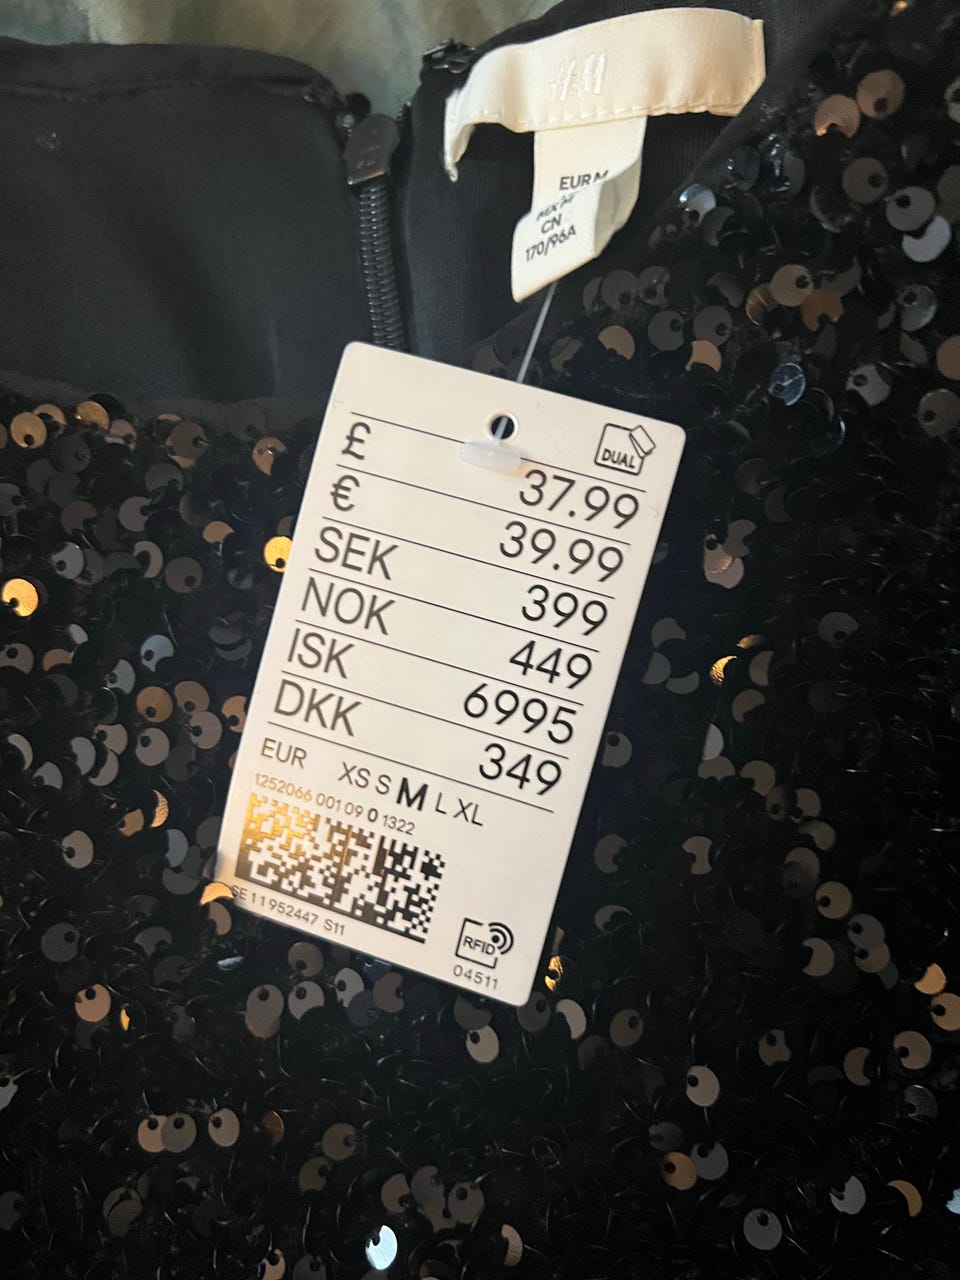 H&M
EUR M
CN
170/96A
DUAL
£ 37.99
€ 39.99
SEK 399
NOK 449
ISK 6995
DKK 349
EUR XS S M L XL
1252066 001 09 0 1322
SE 11952447 S11
RFID
04511